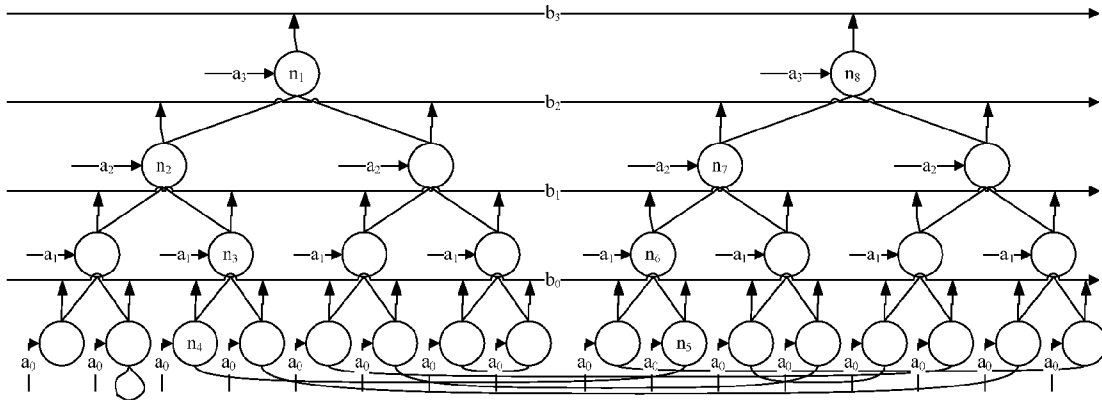 b₃
a₃ n₁ a₃ n₈
b₂
a₂ n₂ a₂ a₂ n₇ a₂
b₁
a₁ a₁ n₃ a₁ a₁ a₁ n₆ a₁ a₁ a₁
b₀
n₄ n₅
a₀ a₀ a₀ a₀ a₀ a₀ a₀ a₀ a₀ a₀ a₀ a₀ a₀ a₀ a₀ a₀